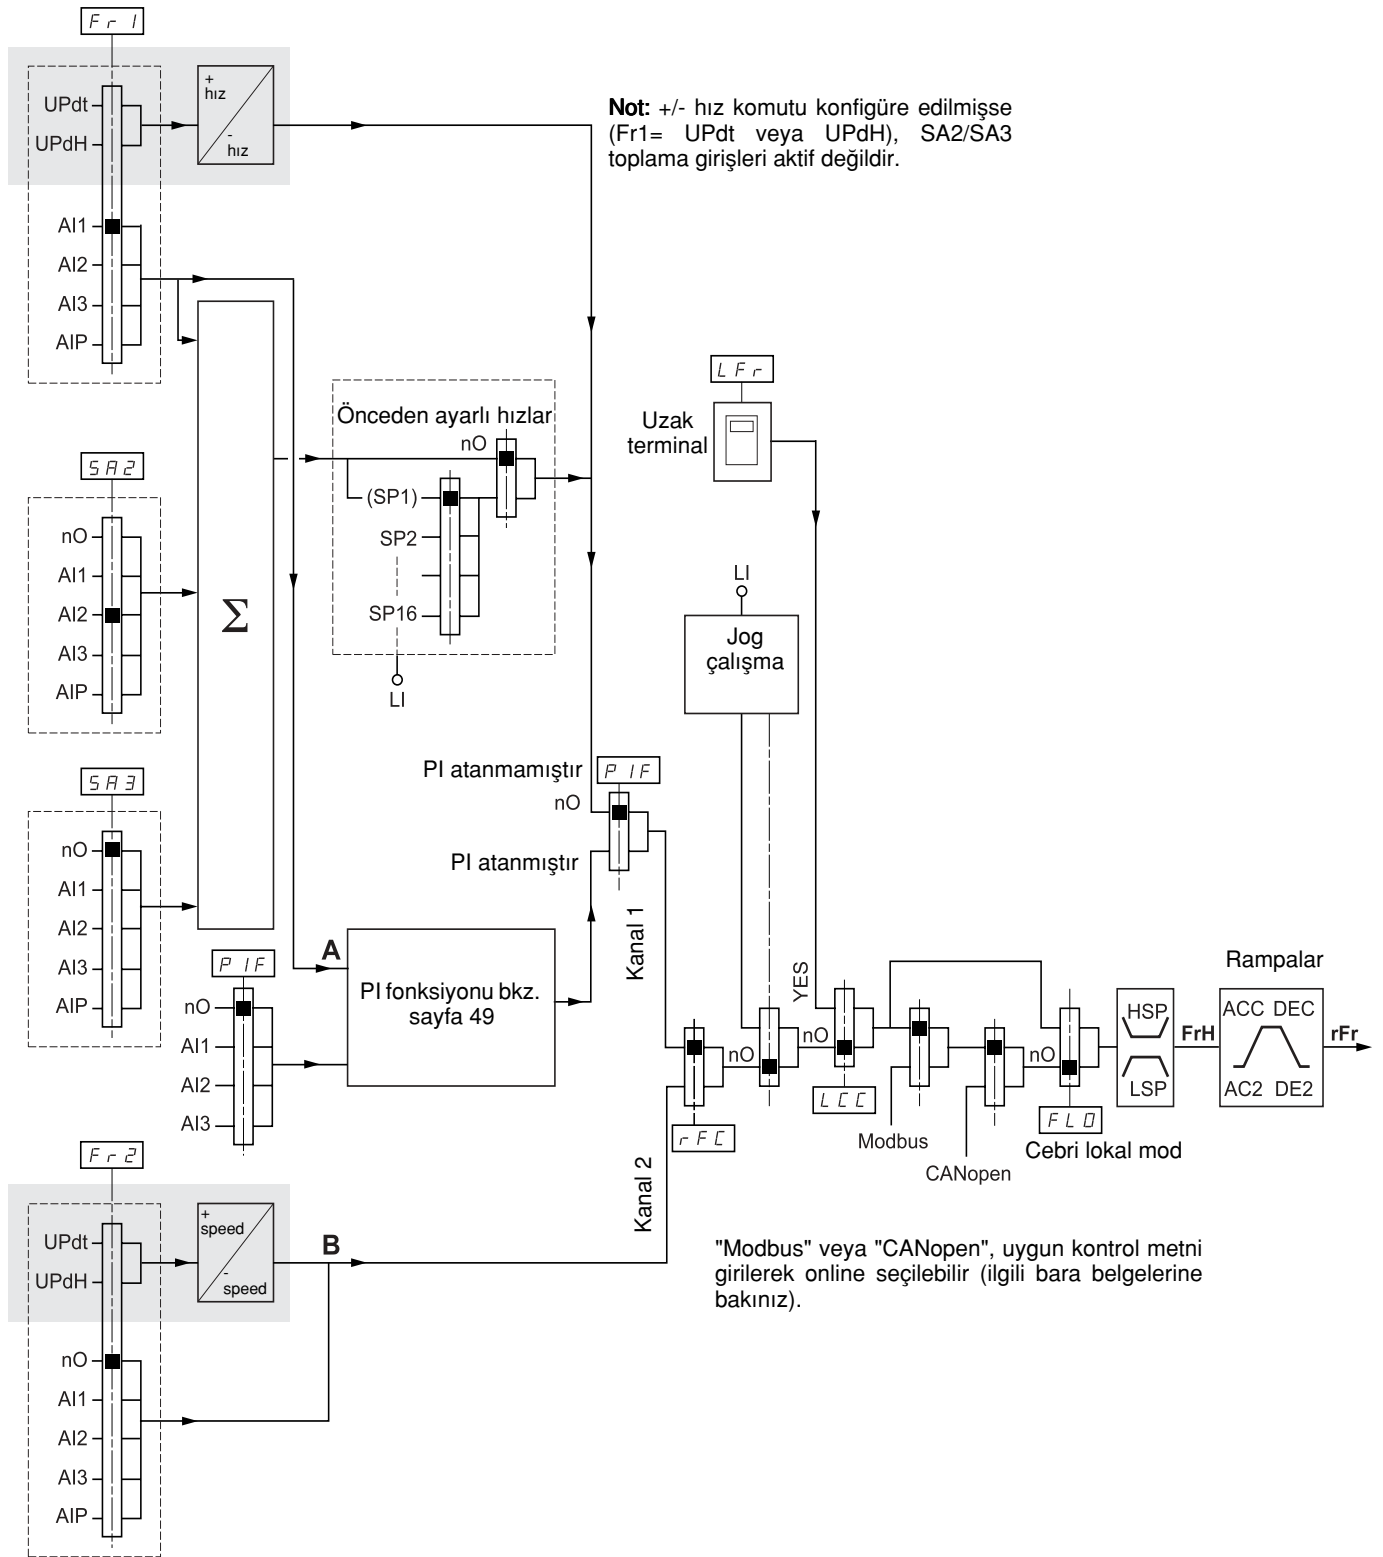 Fr1
UPdt
UPdH
+
hız
-
hız
Not: +/- hız komutu konfigüre edilmişse
(Fr1= UPdt veya UPdH), SA2/SA3
toplama girişleri aktif değildir.
AI1
AI2
AI3
AIP
LFr
Uzak
terminal
Önceden ayarlı hızlar
nO
(SP1)
SP2
SP16
LI
SA2
nO
AI1
AI2
AI3
AIP
Σ
LI
Jog
çalışma
SA3
nO
AI1
AI2
AI3
AIP
PI atanmamıştır
PIF
nO
PI atanmıştır
Kanal 1
A
PI fonksiyonu bkz.
sayfa 49
PIF
nO
AI1
AI2
AI3
YES
nO
nO
nO
rFC
LCC
Modbus
CANopen
FLO
Cebri lokal mod
HSP
LSP
FrH
Rampalar
ACC DEC
AC2 DE2
rFr
Fr2
UPdt
UPdH
+
speed
-
speed
B
Kanal 2
"Modbus" veya "CANopen", uygun kontrol metni
girilerek online seçilebilir (ilgili bara belgelerine
bakınız).
nO
AI1
AI2
AI3
AIP